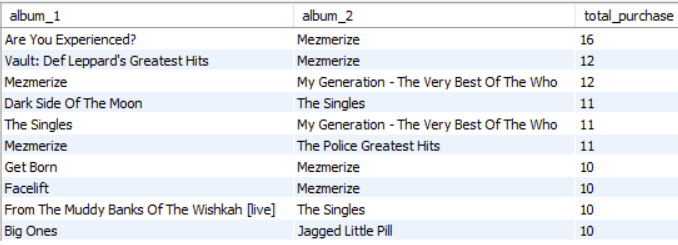 album_1 album_2 total_purchase
Are You Experienced? Mezmerize 16
Vault: Def Leppard's Greatest Hits Mezmerize 12
Mezmerize My Generation - The Very Best Of The Who 12
Dark Side Of The Moon The Singles 11
The Singles My Generation - The Very Best Of The Who 11
Mezmerize The Police Greatest Hits 11
Get Born Mezmerize 10
Facelift Mezmerize 10
From The Muddy Banks Of The Wishkah [live] The Singles 10
Big Ones Jagged Little Pill 10